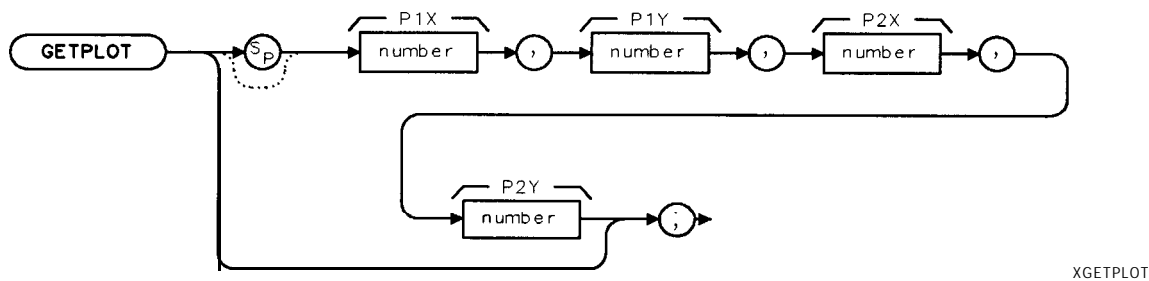 P1X P1Y P2X
GETPLOT SP number , number , number ,
P2Y
number ;
XGETPLOT